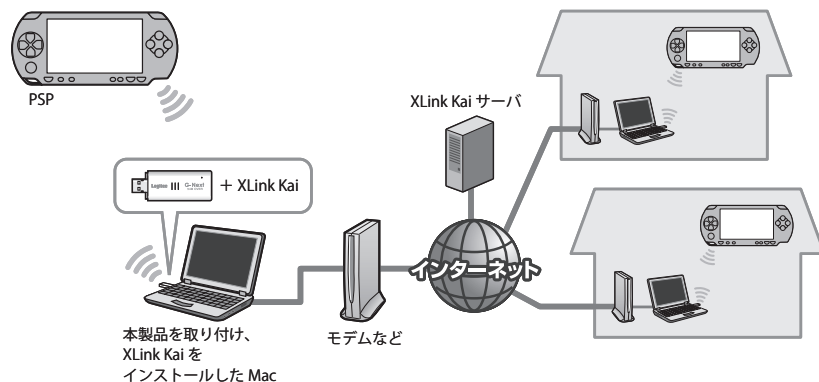 PSP
XLink Kai サーバ
Logitec
G-Next
+ XLink Kai
インターネット
本製品を取り付け、
XLink Kai を
インストールした Mac
モデムなど